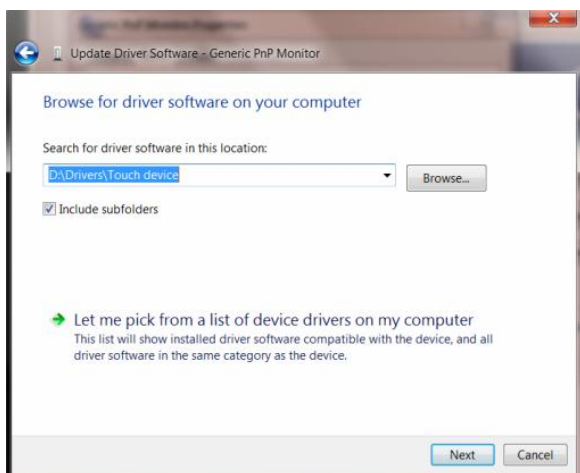 Update Driver Software - Generic PnP Monitor
Browse for driver software on your computer
Search for driver software in this location:
D:\Drivers\Touch device
Browse...
Include subfolders
Let me pick from a list of device drivers on my computer
This list will show installed driver software compatible with the device, and all
driver software in the same category as the device.
Next
Cancel